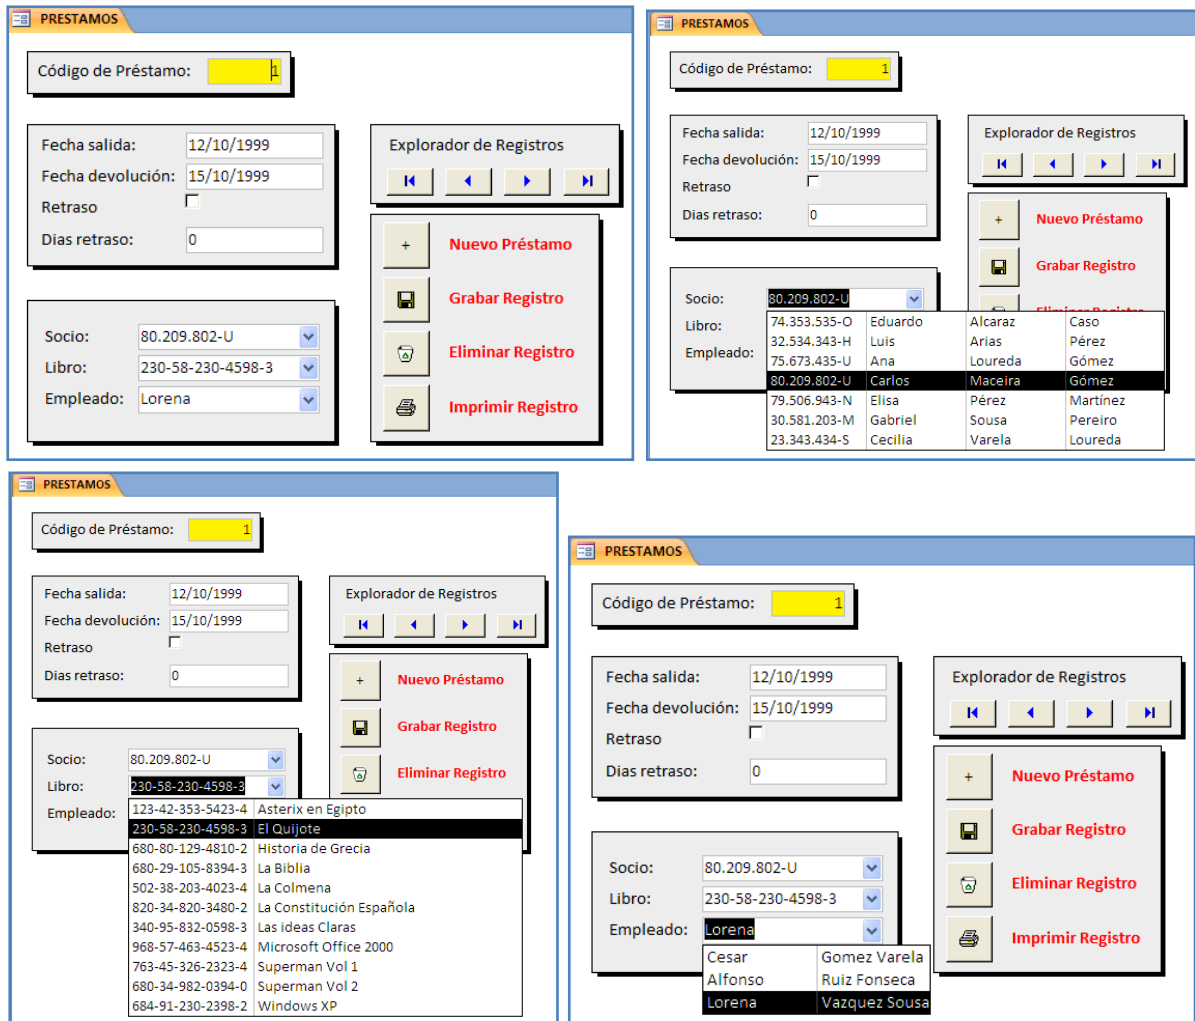 PRESTAMOS
Código de Préstamo: 1
Fecha salida: 12/10/1999
Fecha devolución: 15/10/1999
Retraso
Dias retraso: 0
Explorador de Registros
+ Nuevo Préstamo
Grabar Registro
Eliminar Registro
Imprimir Registro
Socio: 80.209.802-U
Libro: 230-58-230-4598-3
Empleado: Lorena
PRESTAMOS
Código de Préstamo: 1
Fecha salida: 12/10/1999
Fecha devolución: 15/10/1999
Retraso
Dias retraso: 0
Explorador de Registros
+ Nuevo Préstamo
Grabar Registro
Eliminar Registro
Socio: 80.209.802-U
Libro:
Empleado:
74.353.535-O Eduardo Alcaraz Caso
32.534.343-H Luis Arias Pérez
75.673.435-U Ana Loureda Gómez
80.209.802-U Carlos Maceira Gómez
79.506.943-N Elisa Pérez Martínez
30.581.203-M Gabriel Sousa Pereiro
23.343.434-S Cecilia Varela Loureda
PRESTAMOS
Código de Préstamo: 1
Fecha salida: 12/10/1999
Fecha devolución: 15/10/1999
Retraso
Dias retraso: 0
Explorador de Registros
+ Nuevo Préstamo
Grabar Registro
Eliminar Registro
Socio: 80.209.802-U
Libro: 230-58-230-4598-3
Empleado:
123-42-353-5423-4 Asterix en Egipto
230-58-230-4598-3 El Quijote
680-80-129-4810-2 Historia de Grecia
680-29-105-8394-3 La Biblia
502-38-203-4023-4 La Colmena
820-34-820-3480-2 La Constitución Española
340-95-832-0598-3 Las ideas Claras
968-57-463-4523-4 Microsoft Office 2000
763-45-326-2323-4 Superman Vol 1
680-34-982-0394-0 Superman Vol 2
684-91-230-2398-2 Windows XP
PRESTAMOS
Código de Préstamo: 1
Fecha salida: 12/10/1999
Fecha devolución: 15/10/1999
Retraso
Dias retraso: 0
Explorador de Registros
+ Nuevo Préstamo
Grabar Registro
Eliminar Registro
Imprimir Registro
Socio: 80.209.802-U
Libro: 230-58-230-4598-3
Empleado: Lorena
Cesar Gomez Varela
Alfonso Ruiz Fonseca
Lorena Vazquez Sousa